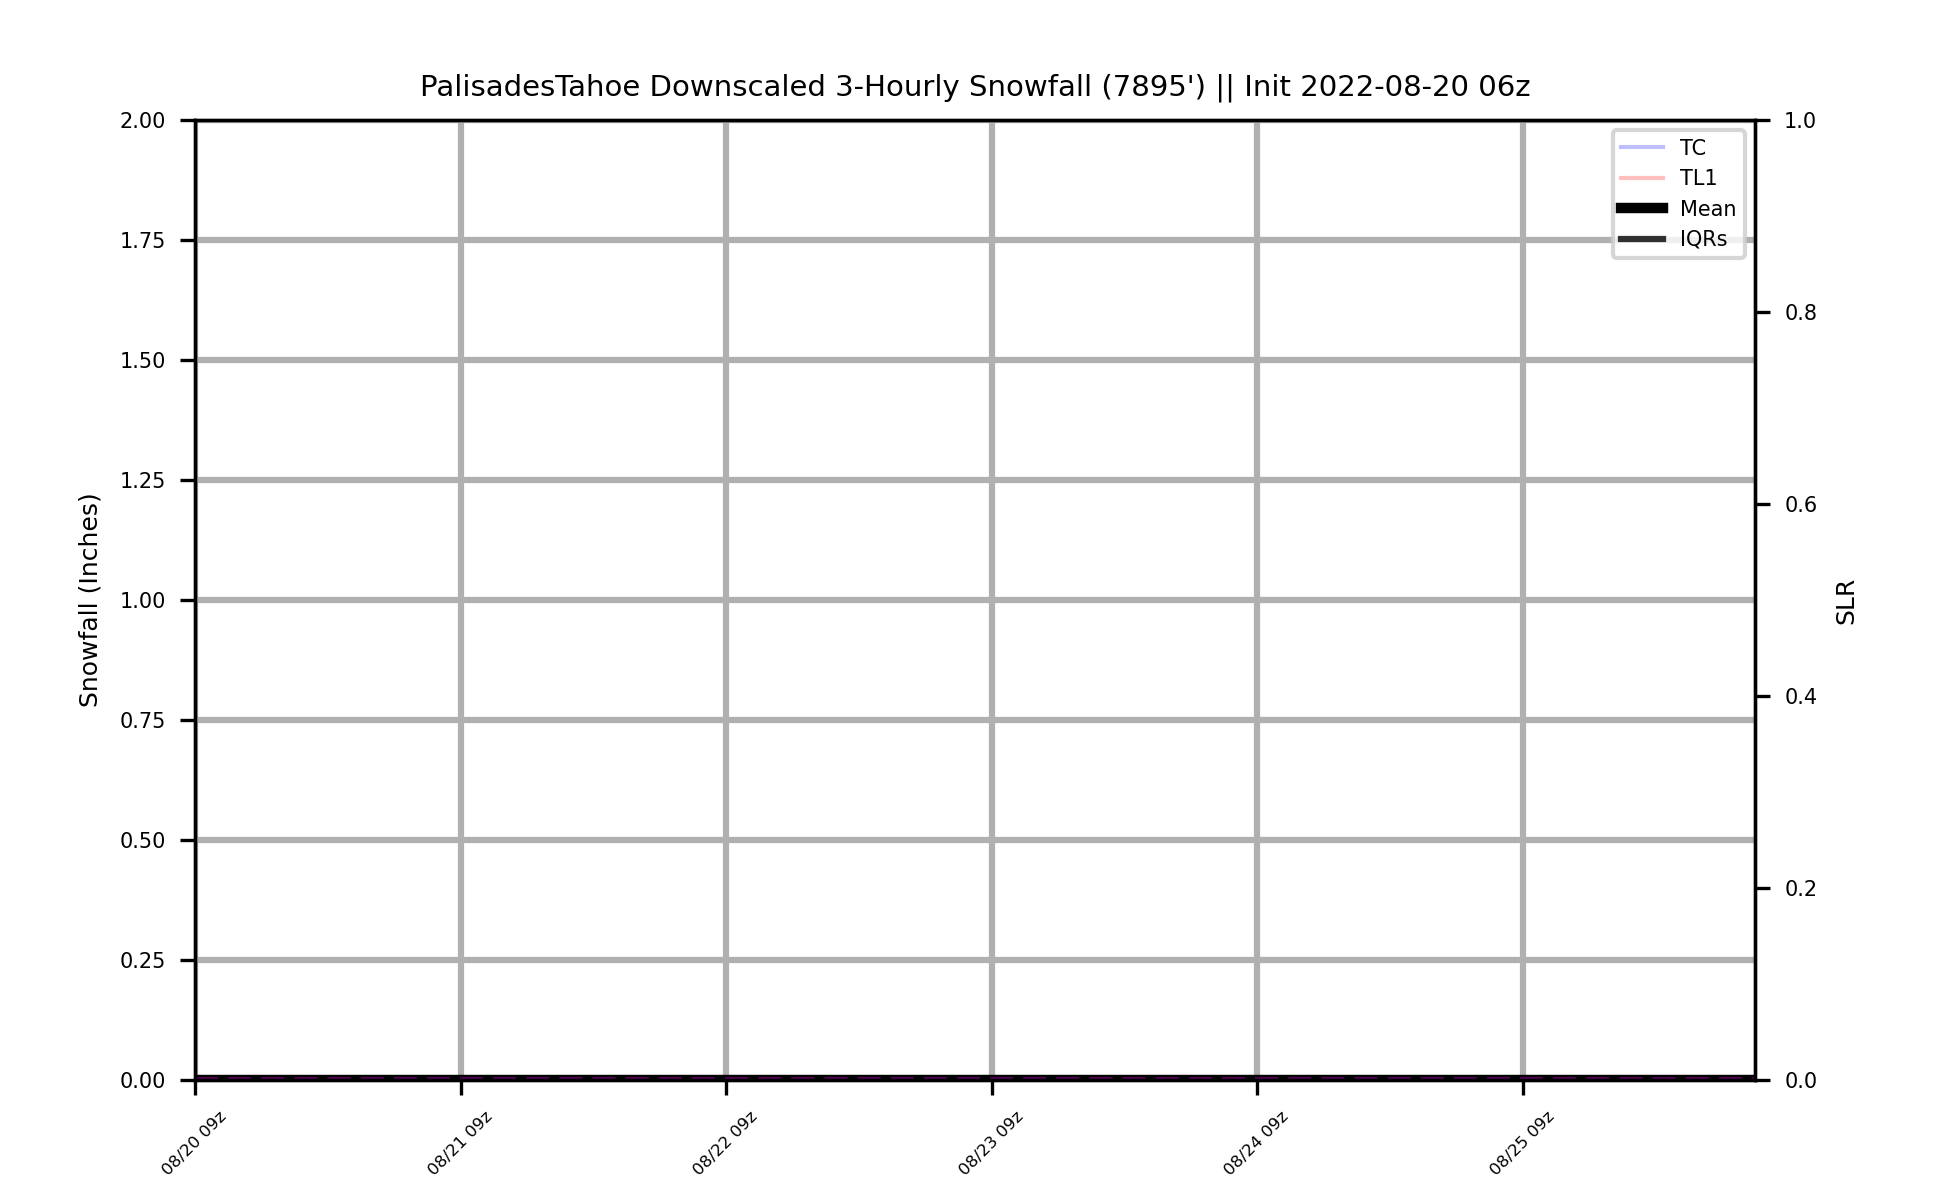 PalisadesTahoe Downscaled 3-Hourly Snowfall (7895') || Init 2022-08-20 06z
2.00
1.75
1.50
1.25
1.00
0.75
0.50
0.25
0.00
Snowfall (Inches)
TC
TL1
Mean
IQRs
1.0
0.8
0.6
0.4
0.2
0.0
SLR
08/20 09z
08/21 09z
08/22 09z
08/23 09z
08/24 09z
08/25 09z